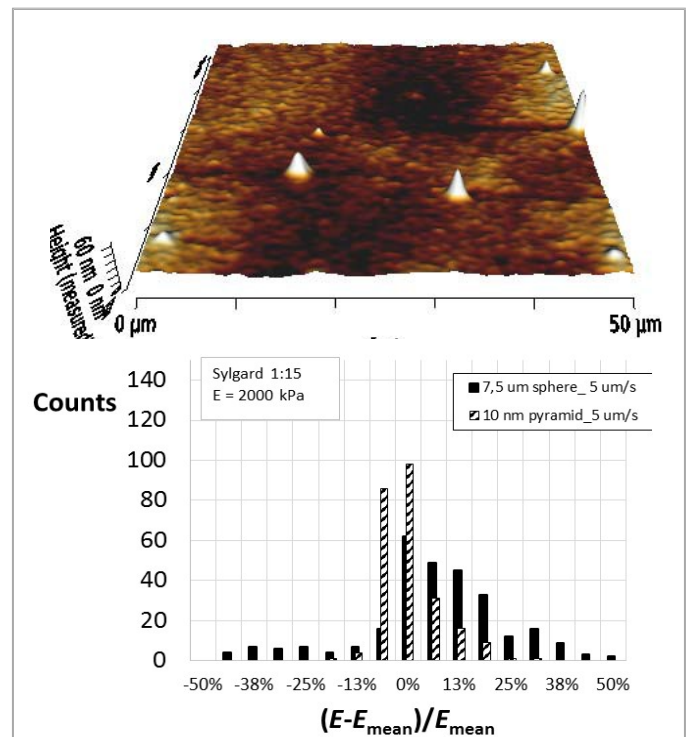 60 nm 0 nm
Height (measured
0 µm
50 µm
Counts
140
120
100
80
60
40
20
0
Sylgard 1:15
E = 2000 kPa
7,5 um sphere_ 5 um/s
10 nm pyramid_5 um/s
-50% -38% -25% -13% 0% 13% 25% 38% 50%
(E-Emean)/Emean